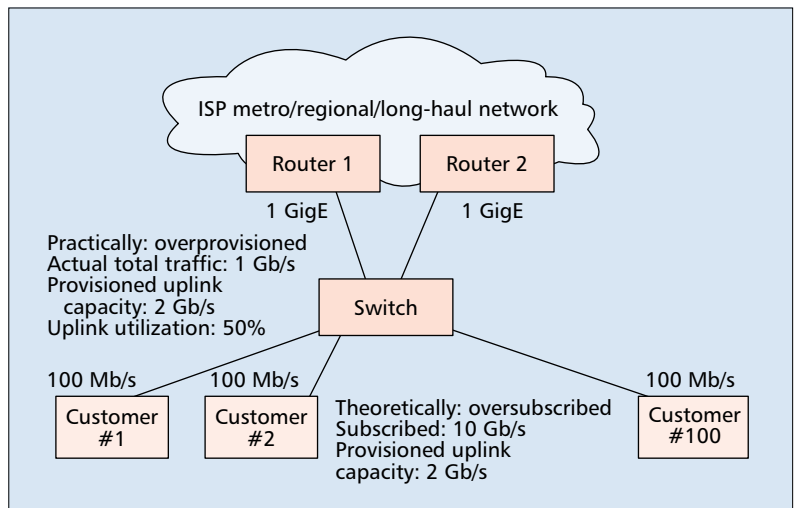 ISP metro/regional/long-haul network
Router 1
Router 2
1 GigE
1 GigE
Practically: overprovisioned
Actual total traffic: 1 Gb/s
Provisioned uplink
capacity: 2 Gb/s
Uplink utilization: 50%
Switch
100 Mb/s
100 Mb/s
100 Mb/s
Customer
#1
Customer
#2
Theoretically: oversubscribed
Subscribed: 10 Gb/s
Provisioned uplink
capacity: 2 Gb/s
Customer
#100